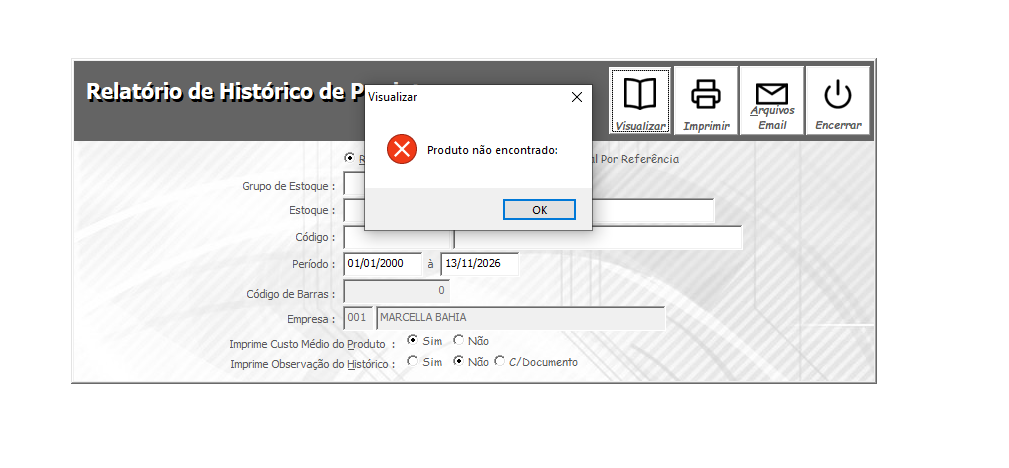 Relatório de Histórico de P
Visualizar
Visualizar
Imprimir
Arquivos
Email
Encerrar
Produto não encontrado:
OK
Por Referência
Grupo de Estoque :
Estoque :
Código :
Período : 01/01/2000 à 13/11/2026
Código de Barras : 0
Empresa : 001 MARCELLA BAHIA
Imprime Custo Médio do Produto : Sim Não
Imprime Observação do Histórico : Sim Não C/Documento